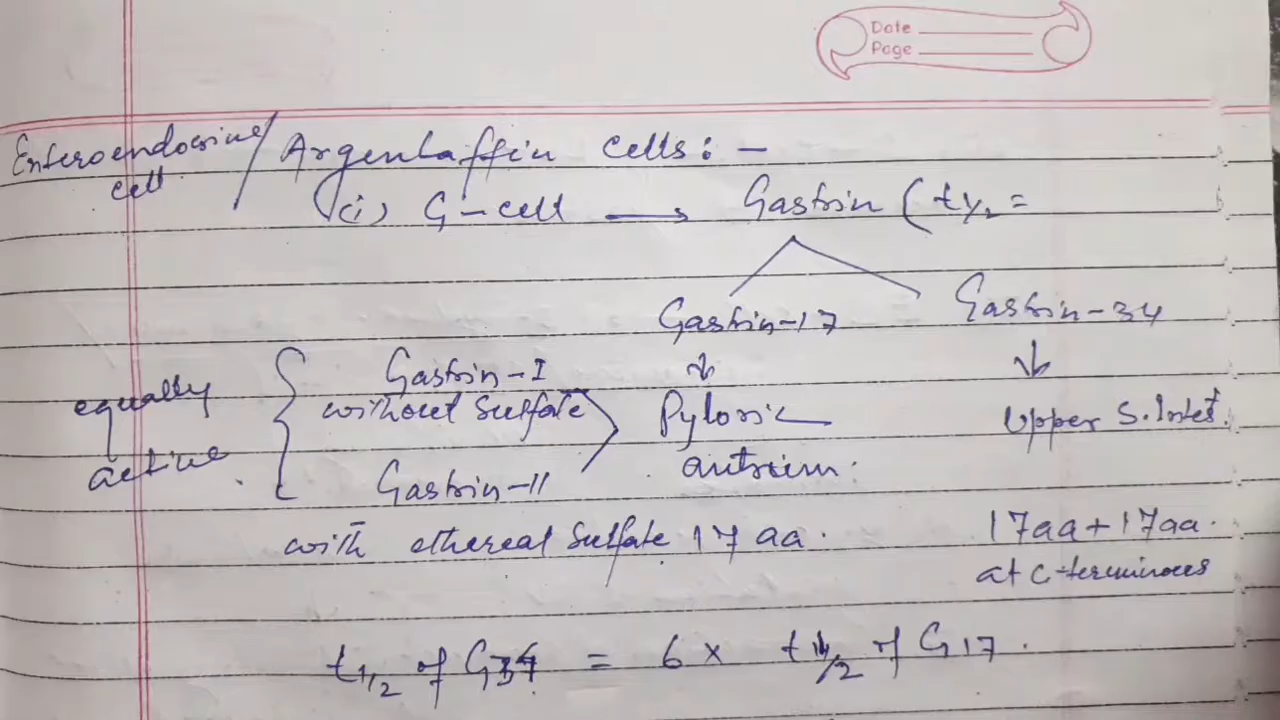 Date
Page
Enteroendocrine/ Argentaffin cells: -
cell
(i) G-cell → Gastrin (t1/2 =
Gastrin-17 Gastrin-34
equally active
Gastrin-I
without Sulfate
Gastrin-II
with ethereal Sulfate
↓ Pyloric
antrum.
17 aa.
↓
Upper S. Intest.
17aa + 17aa.
at C-terminous
t1/2 of G34 = 6 x t1/2 of G17.